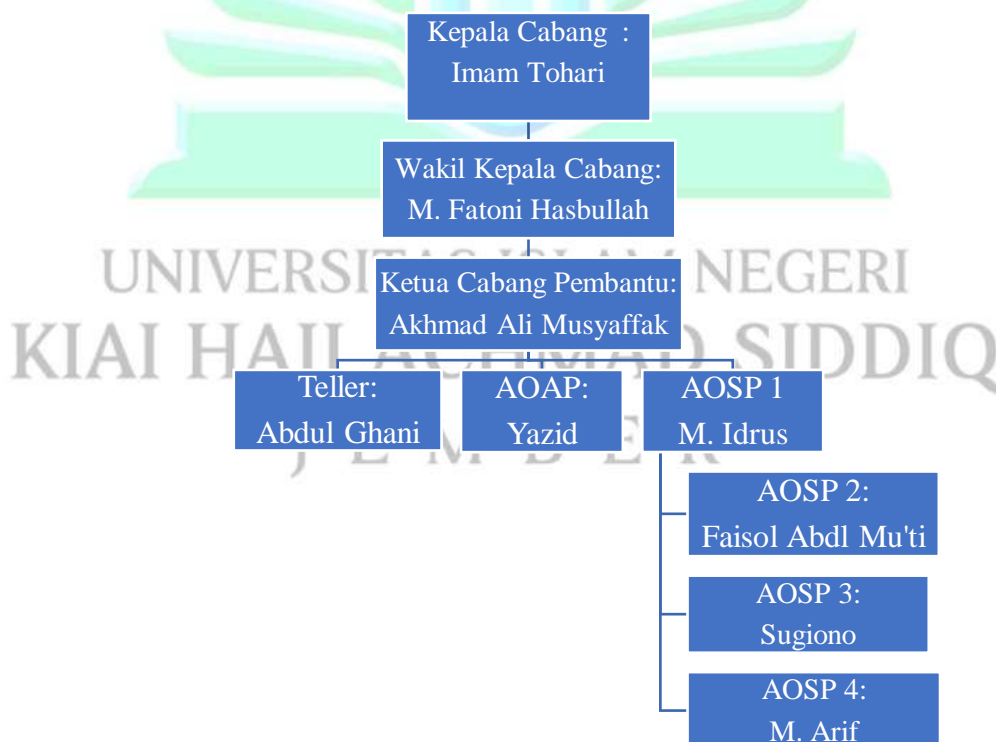 Kepala Cabang :
Imam Tohari
Wakil Kepala Cabang:
M. Fatoni Hasbullah
UNIVERSITAS ISLAM NEGERI
Ketua Cabang Pembantu:
Akhmad Ali Musyaffak
KIAI HAJI ACHMAD SIDDIQ
Teller:
Abdul Ghani
AOAP:
Yazid
AOSP 1
M. Idrus
JEMBER
AOSP 2:
Faisol Abdl Mu'ti
AOSP 3:
Sugiono
AOSP 4:
M. Arif